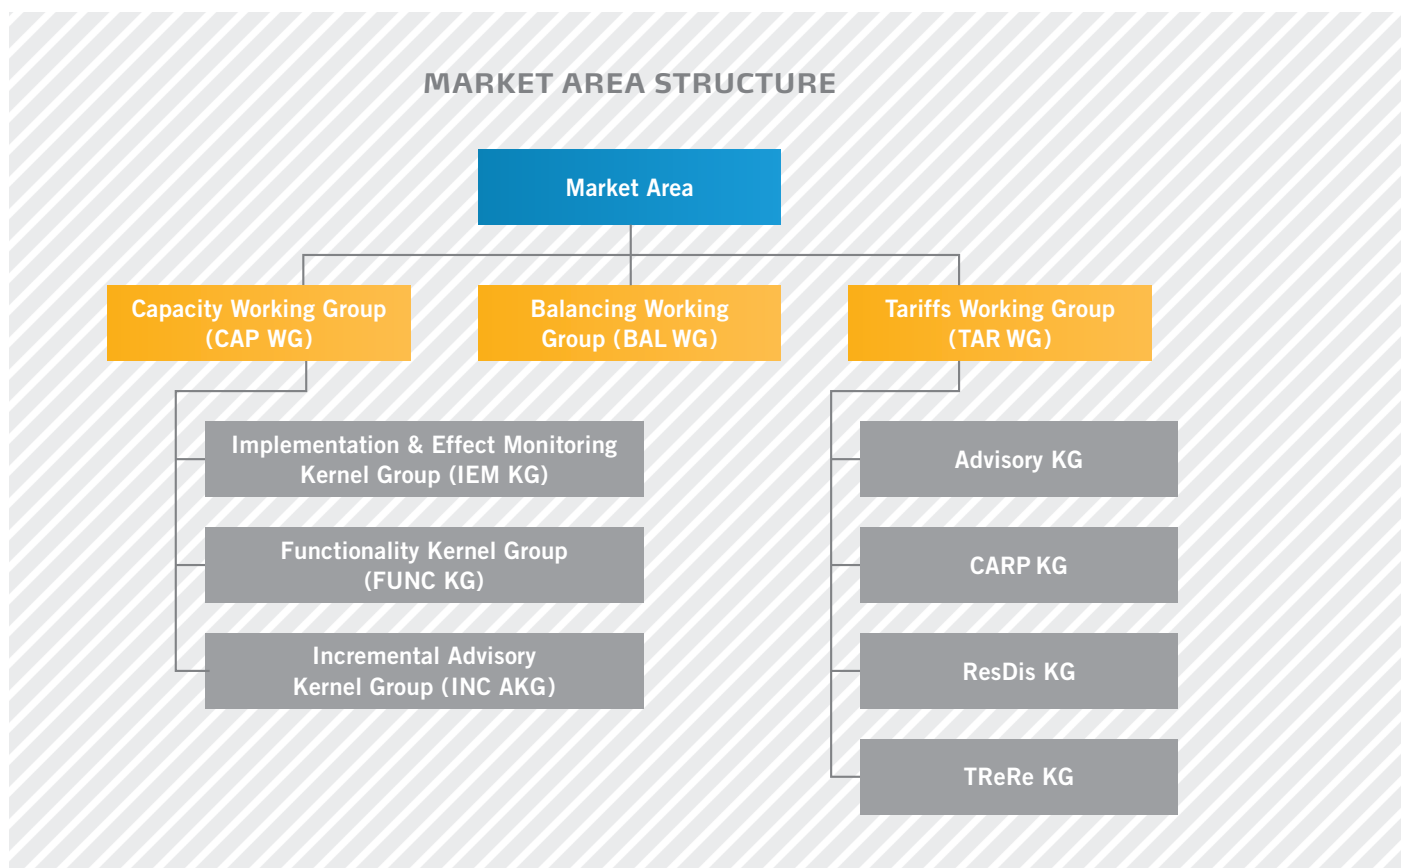 MARKET AREA STRUCTURE
Market Area
Capacity Working Group
(CAP WG)
Balancing Working
Group (BAL WG)
Tariffs Working Group
(TAR WG)
Implementation & Effect Monitoring
Kernel Group (IEM KG)
Functionality Kernel Group
(FUNC KG)
Incremental Advisory
Kernel Group (INC AKG)
Advisory KG
CARP KG
ResDis KG
TReRe KG